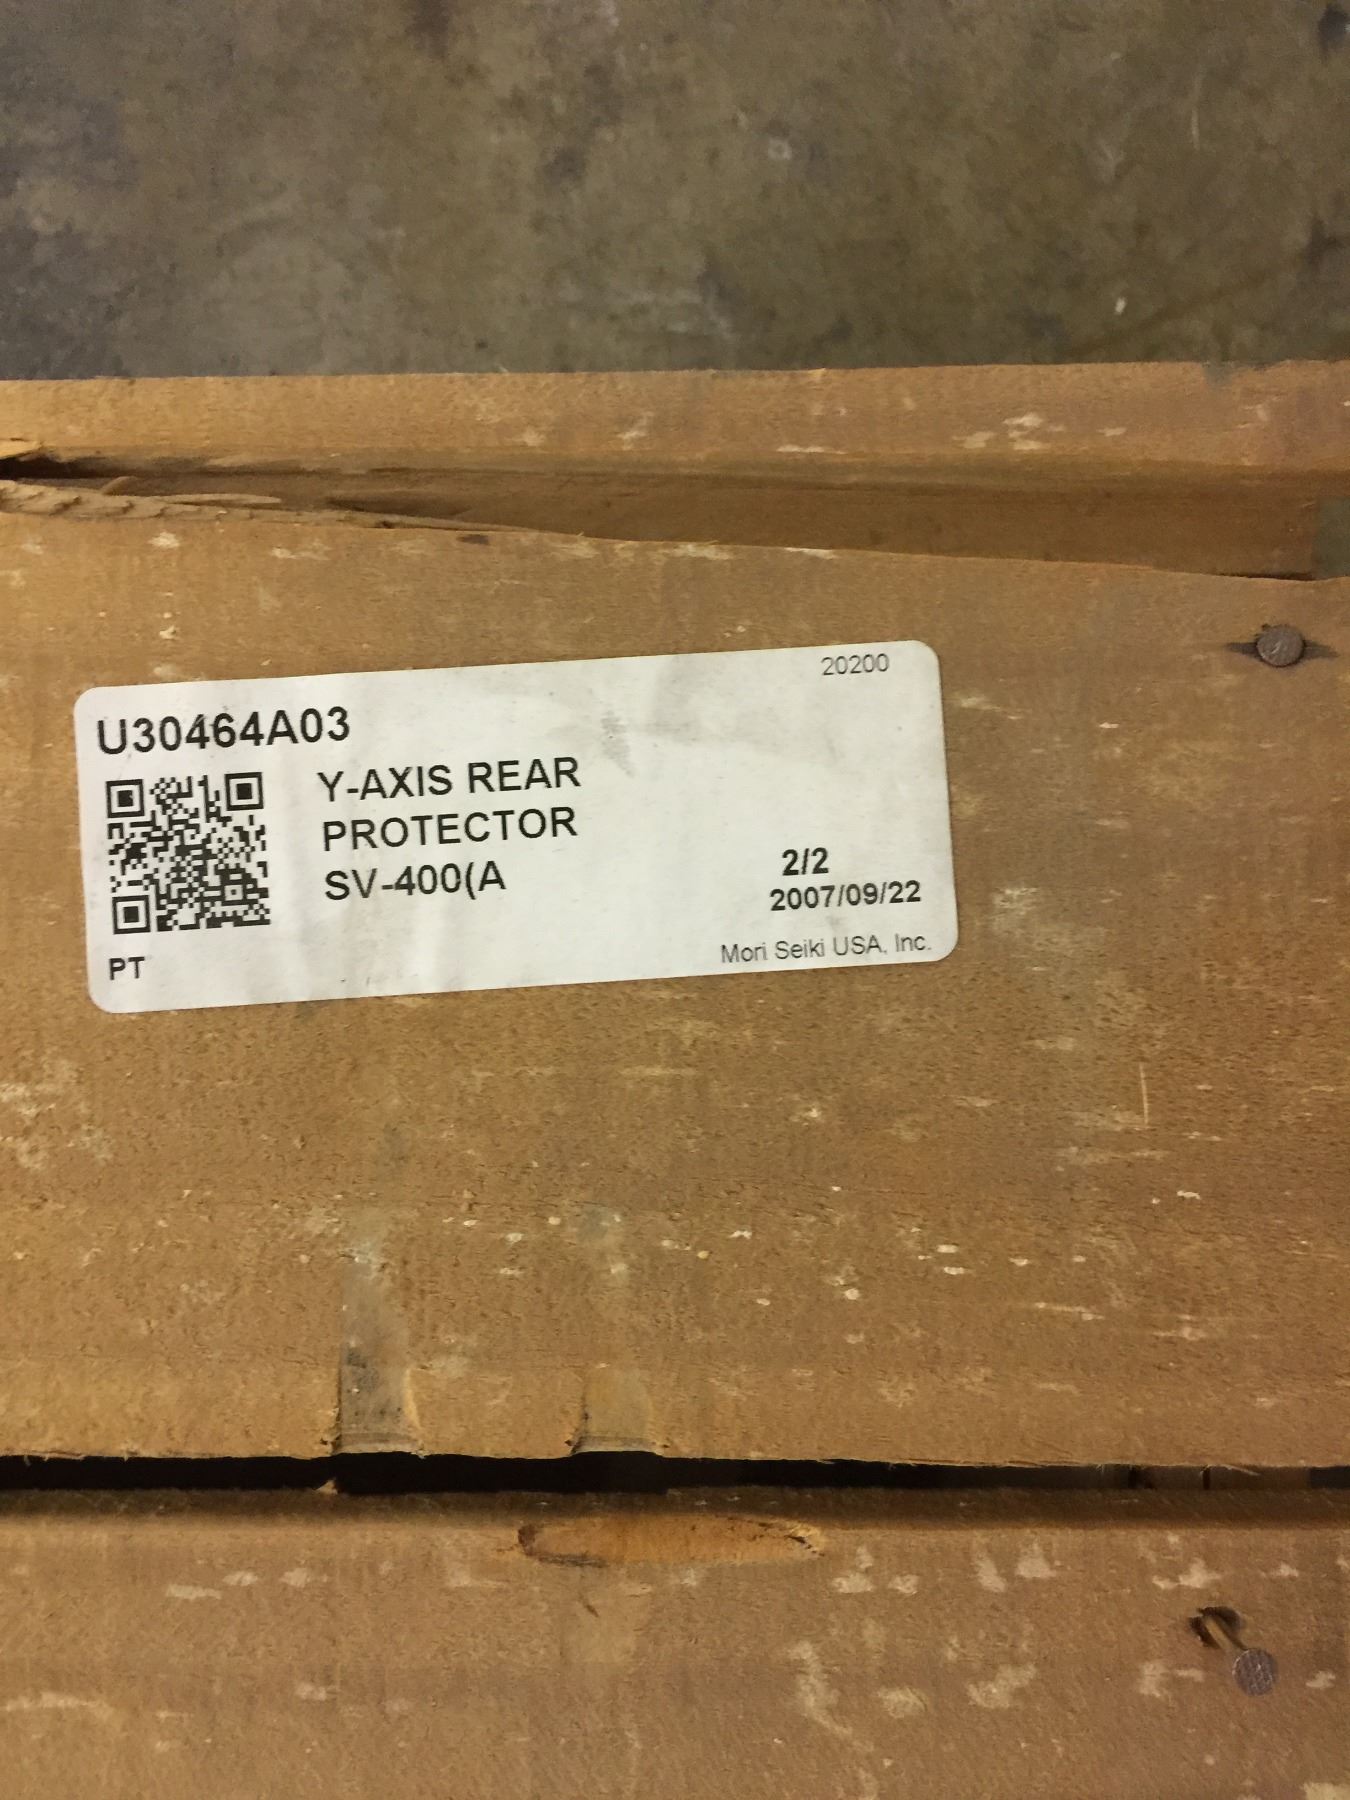 20200
U30464A03
Y-AXIS REAR
PROTECTOR
SV-400(A
2/2
2007/09/22
PT
Mori Seiki USA, Inc.